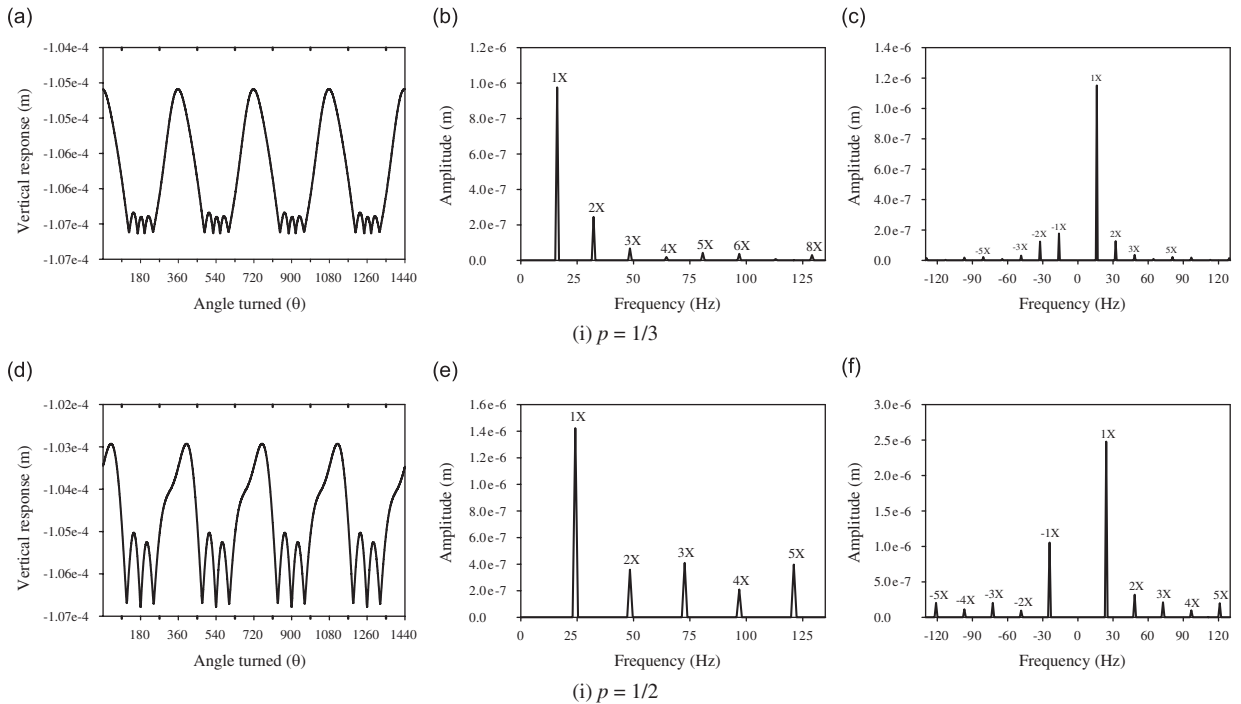 (a)
-1.04e-4
-1.05e-4
-1.05e-4
-1.06e-4
-1.06e-4
-1.07e-4
-1.07e-4
Vertical response (m)
180 360 540 720 900 1080 1260 1440
Angle turned (θ)
(b)
1.2e-6
1.0e-6
8.0e-7
6.0e-7
4.0e-7
2.0e-7
0.0
Amplitude (m)
1X
2X
3X
4X
5X
6X
8X
0 25 50 75 100 125
Frequency (Hz)
(c)
1.4e-6
1.2e-6
1.0e-6
8.0e-7
6.0e-7
4.0e-7
2.0e-7
0.0
Amplitude (m)
-5X
-3X
-2X
-1X
1X
2X
3X
5X
-120 -90 -60 -30 0 30 60 90 120
Frequency (Hz)
(i) p = 1/3
(d)
-1.02e-4
-1.03e-4
-1.04e-4
-1.05e-4
-1.06e-4
-1.07e-4
Vertical response (m)
180 360 540 720 900 1080 1260 1440
Angle turned (θ)
(e)
1.6e-6
1.4e-6
1.2e-6
1.0e-6
8.0e-7
6.0e-7
4.0e-7
2.0e-7
0.0
Amplitude (m)
1X
2X
3X
4X
5X
0 25 50 75 100 125
Frequency (Hz)
(f)
3.0e-6
2.5e-6
2.0e-6
1.5e-6
1.0e-6
5.0e-7
0.0
Amplitude (m)
-5X
-4X
-3X
-2X
-1X
1X
2X
3X
4X
5X
-120 -90 -60 -30 0 30 60 90 120
Frequency (Hz)
(i) p = 1/2